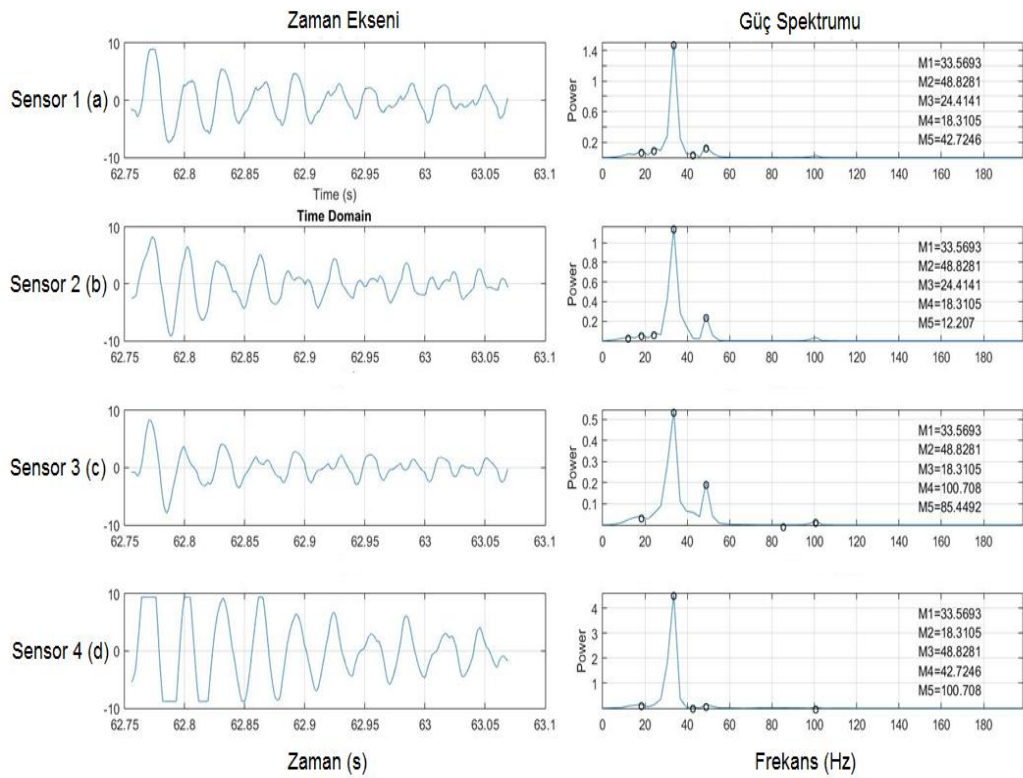 Zaman Ekseni
Güç Spektrumu
Sensor 1 (a)
10
0
-10
62.75 62.8 62.85 62.9 62.95 63 63.05 63.1
Time (s)
Power
1.4
1
0.6
0.2
0 20 40 60 80 100 120 140 160 180
M1=33.5693
M2=48.8281
M3=24.4141
M4=18.3105
M5=42.7246
Time Domain
Sensor 2 (b)
10
0
-10
62.75 62.8 62.85 62.9 62.95 63 63.05 63.1
Power
1
0.8
0.6
0.4
0.2
0 20 40 60 80 100 120 140 160 180
M1=33.5693
M2=48.8281
M3=24.4141
M4=18.3105
M5=12.207
Sensor 3 (c)
10
0
-10
62.75 62.8 62.85 62.9 62.95 63 63.05 63.1
Power
0.5
0.4
0.3
0.2
0.1
0 20 40 60 80 100 120 140 160 180
M1=33.5693
M2=48.8281
M3=18.3105
M4=100.708
M5=85.4492
Sensor 4 (d)
10
0
-10
62.75 62.8 62.85 62.9 62.95 63 63.05 63.1
Power
4
3
2
1
0 20 40 60 80 100 120 140 160 180
M1=33.5693
M2=18.3105
M3=48.8281
M4=42.7246
M5=100.708
Zaman (s)
Frekans (Hz)